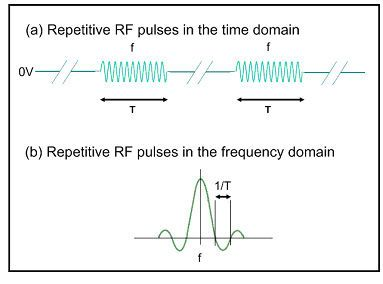 (a) Repetitive RF pulses in the time domain
f f
0V
T T
(b) Repetitive RF pulses in the frequency domain
1/T
f